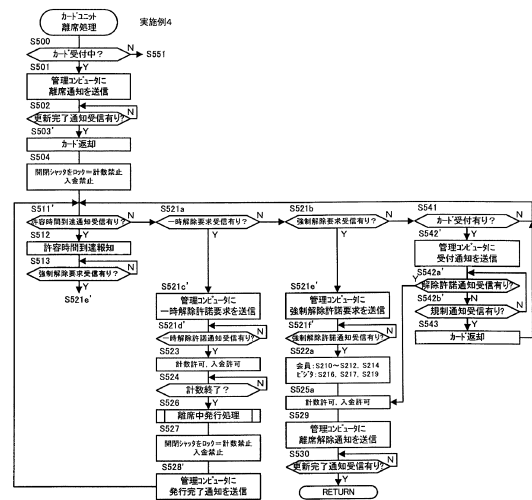 カードユニット
離席処理
実施例4
S500
カード受付中？
N
S551
Y
S501
管理コンピュータに
離席通知を送信
S502
更新完了通知受信有り？
N
Y
S503'
カード返却
S504
開閉シャッタをロック＝計数禁止
入金禁止
S511'
許容時間到達通知受信有り？
N
Y
S512
許容時間到達報知
S513
強制解除要求受信有り？
N
Y
S521e'
S521a
一時解除要求受信有り？
N
Y
S521c'
管理コンピュータに
一時解除許諾要求を送信
S521d'
一時解除許諾通知受信有り？
N
Y
S523
計数許可、入金許可
S524
計数終了？
N
Y
S526
離席中発行処理
S527
開閉シャッタをロック＝計数禁止
入金禁止
S528'
管理コンピュータに
発行完了通知を送信
S521b
強制解除要求受信有り？
N
Y
S521e'
管理コンピュータに
強制解除許諾要求を送信
S521f'
強制解除許諾通知受信有り？
N
Y
S522a
会員：S210～S212、S214
ビジタ：S216、S217、S219
S525a
計数許可、入金許可
S529
管理コンピュータに
離席解除通知を送信
S530
更新完了通知受信有り？
N
Y
RETURN
S541
カード受付有り？
N
Y
S542'
管理コンピュータに
受付通知を送信
S542a'
解除許諾通知受信有り？
Y
N
S542b'
規制通知受信有り？
N
Y
S543
カード返却